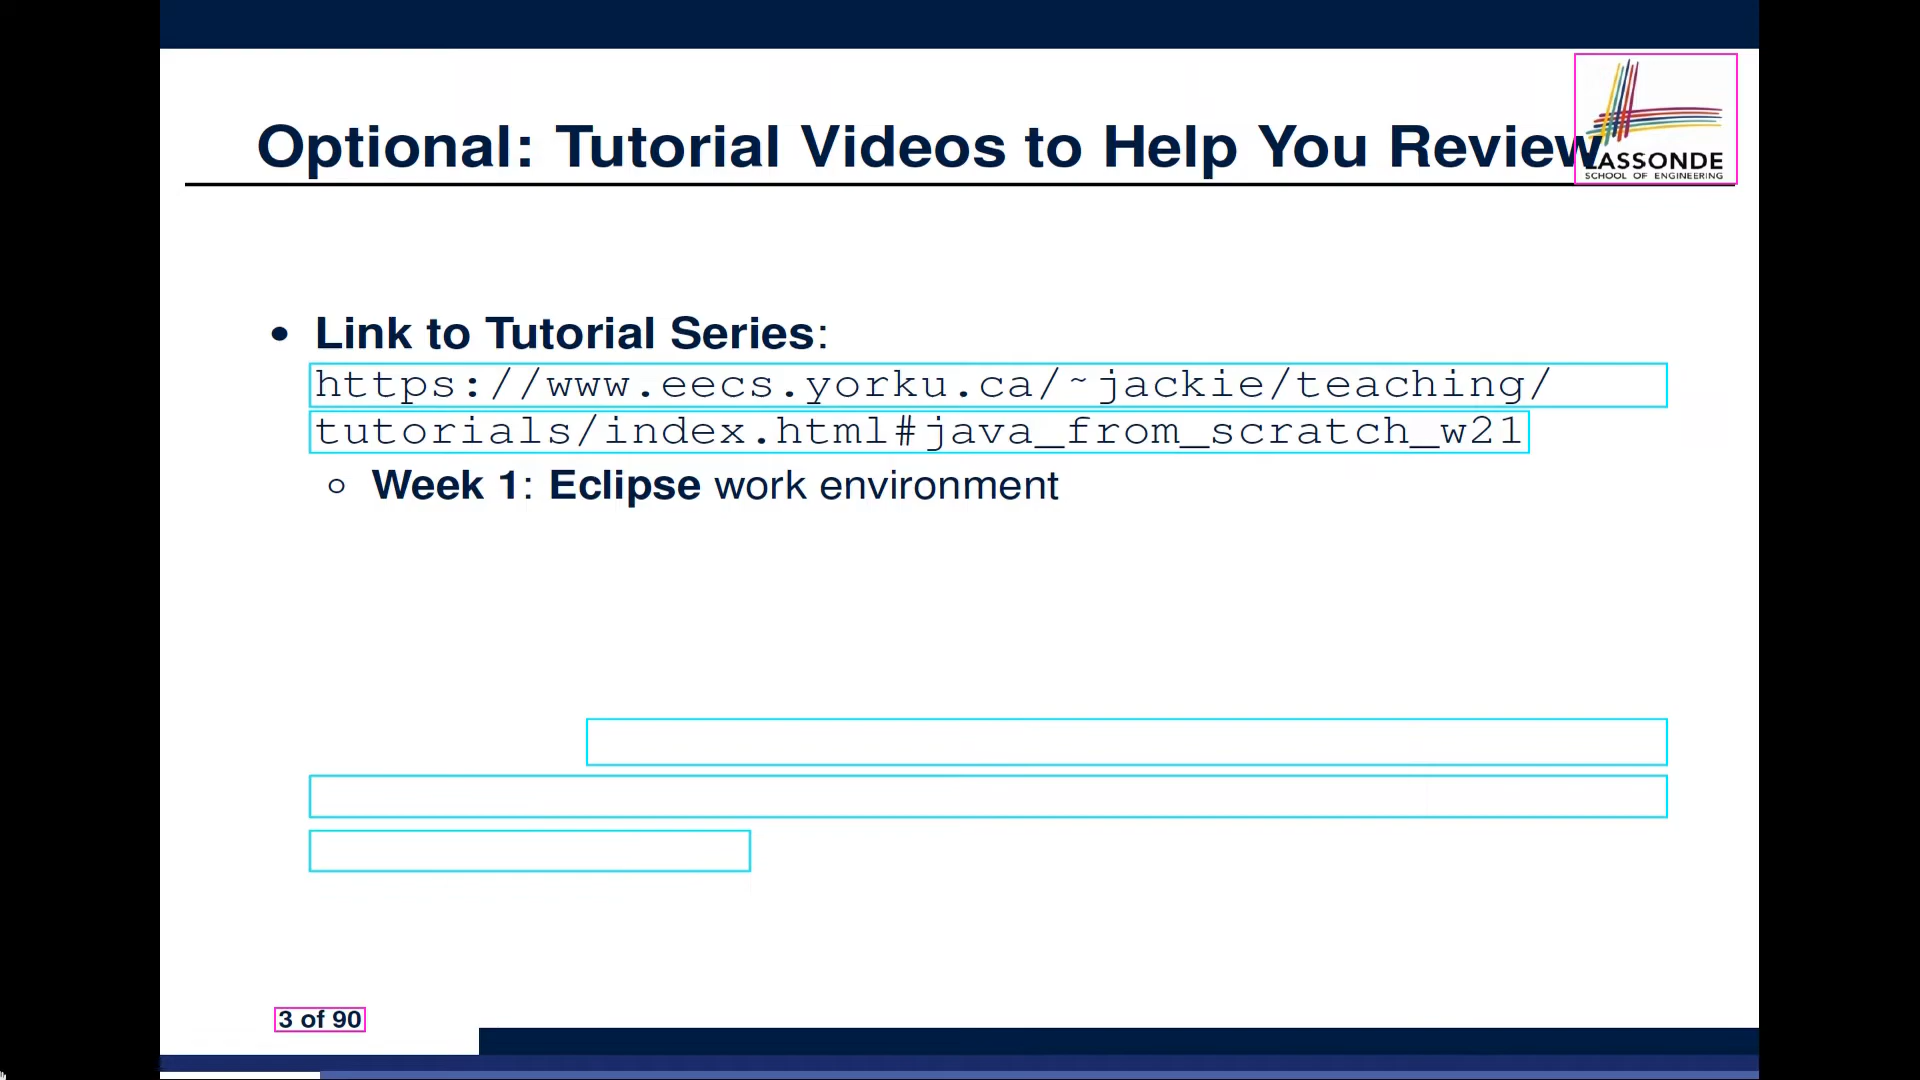 Optional: Tutorial Videos to Help You Review
LASSONDE
SCHOOL OF ENGINEERING
• Link to Tutorial Series:
https://www.eecs.yorku.ca/~jackie/teaching/
tutorials/index.html#java_from_scratch_w21
○ Week 1: Eclipse work environment
3 of 90